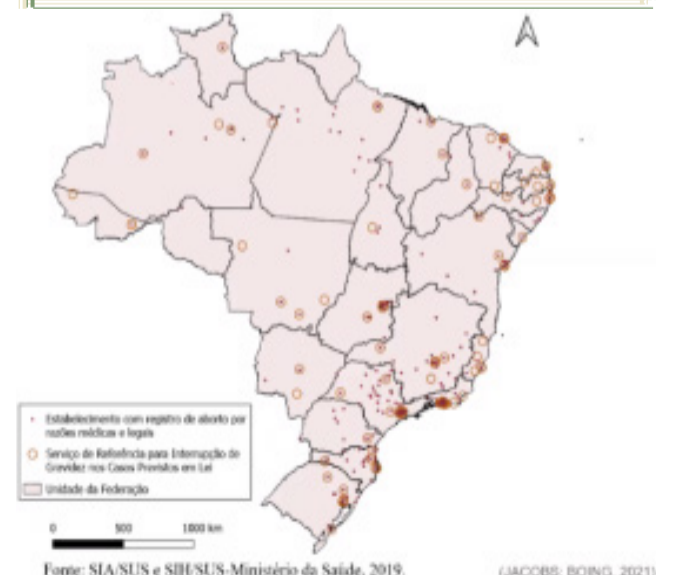 Estabelecimento com registro de aborto por
razões médicas e legais
Serviço de Referência para Interrupção de
Gravidez nos Casos Previstos em Lei
Unidade da Federação
0 500 1000 km
Fonte: SIA/SUS e SIH/SUS-Ministério da Saúde, 2019.
(JACOBS; BOING, 2021)